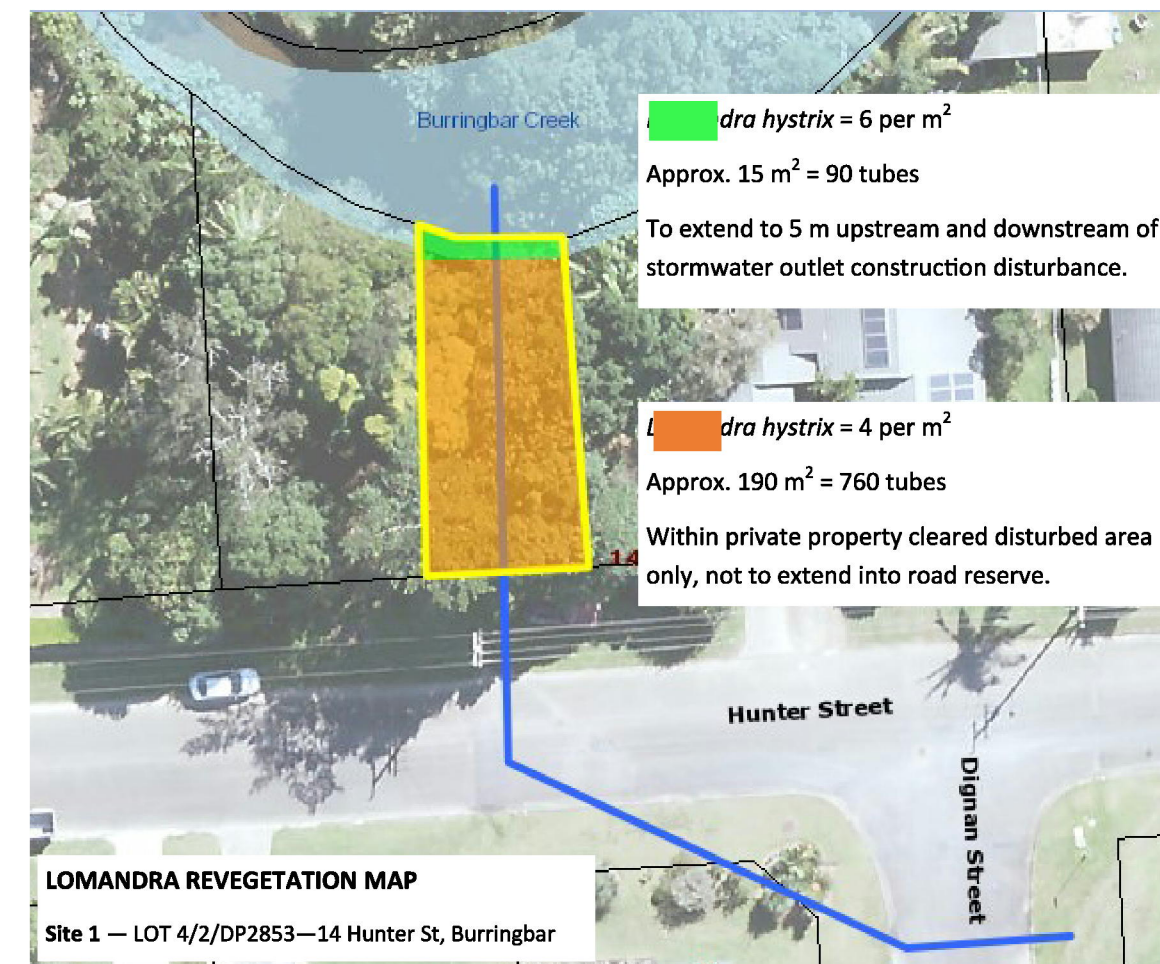 Burringbar Creek
dra hystrix = 6 per m²
Approx. 15 m² = 90 tubes
To extend to 5 m upstream and downstream of
stormwater outlet construction disturbance.
L dra hystrix = 4 per m²
Approx. 190 m² = 760 tubes
Within private property cleared disturbed area
only, not to extend into road reserve.
14
Hunter Street
Dignan Street
LOMANDRA REVEGETATION MAP
Site 1 — LOT 4/2/DP2853—14 Hunter St, Burringbar